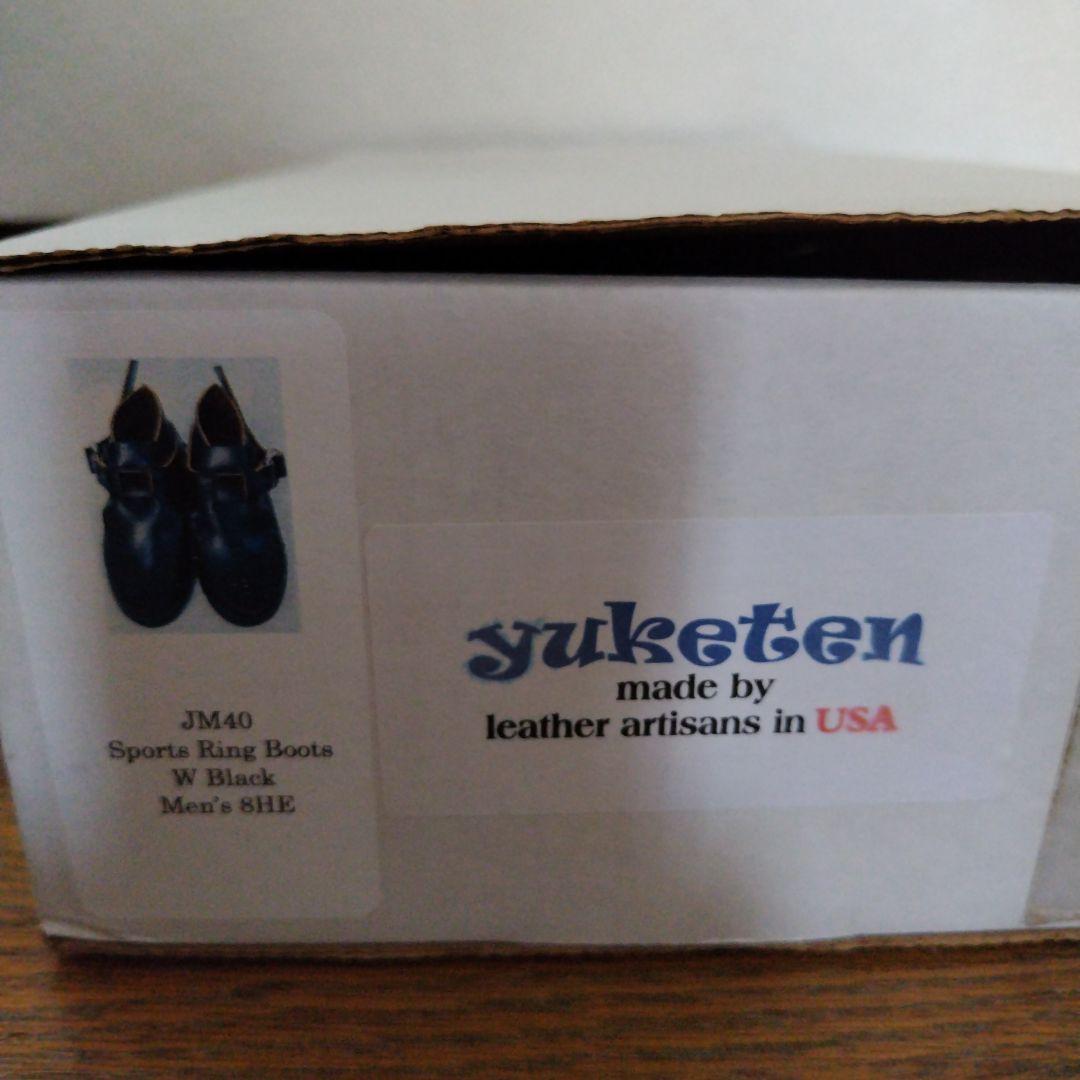 JM40
Sports Ring Boots
W Black
Men's 8HE
yuketen
made by
leather artisans in USA